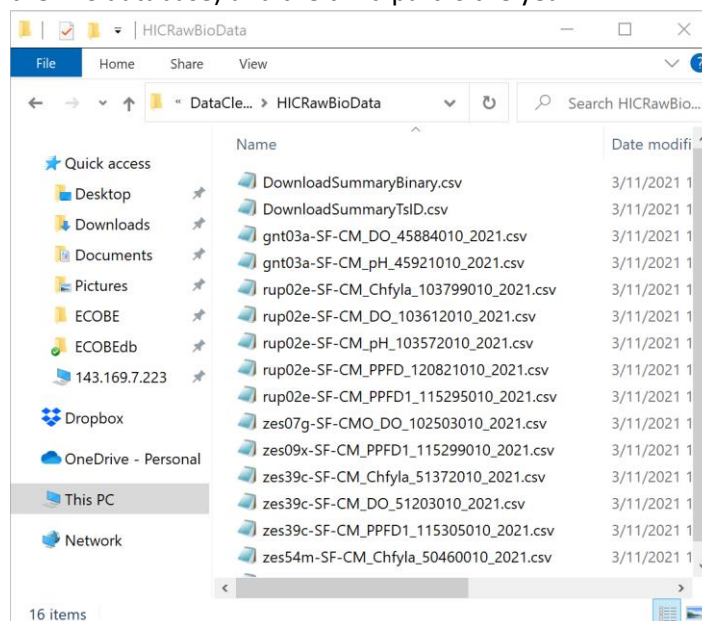 HICRawBioData
File Home Share View
« DataCle... > HICRawBioData Search HICRawBio...
Name Date modifi
Quick access
Desktop
Downloads
Documents
Pictures
ECOBE
ECOBEdb
143.169.7.223
Dropbox
OneDrive - Personal
This PC
Network
DownloadSummaryBinary.csv 3/11/2021 1
DownloadSummaryTsID.csv 3/11/2021 1
gnt03a-SF-CM_DO_45884010_2021.csv 3/11/2021 1
gnt03a-SF-CM_pH_45921010_2021.csv 3/11/2021 1
rup02e-SF-CM_Chfyla_103799010_2021.csv 3/11/2021 1
rup02e-SF-CM_DO_103612010_2021.csv 3/11/2021 1
rup02e-SF-CM_pH_103572010_2021.csv 3/11/2021 1
rup02e-SF-CM_PPFD_120821010_2021.csv 3/11/2021 1
rup02e-SF-CM_PPFD1_115295010_2021.csv 3/11/2021 1
zes07g-SF-CMO_DO_102503010_2021.csv 3/11/2021 1
zes09x-SF-CM_PPFD1_115299010_2021.csv 3/11/2021 1
zes39c-SF-CM_Chfyla_51372010_2021.csv 3/11/2021 1
zes39c-SF-CM_DO_51203010_2021.csv 3/11/2021 1
zes39c-SF-CM_PPFD1_115305010_2021.csv 3/11/2021 1
zes54m-SF-CM_Chfyla_50460010_2021.csv 3/11/2021 1
16 items